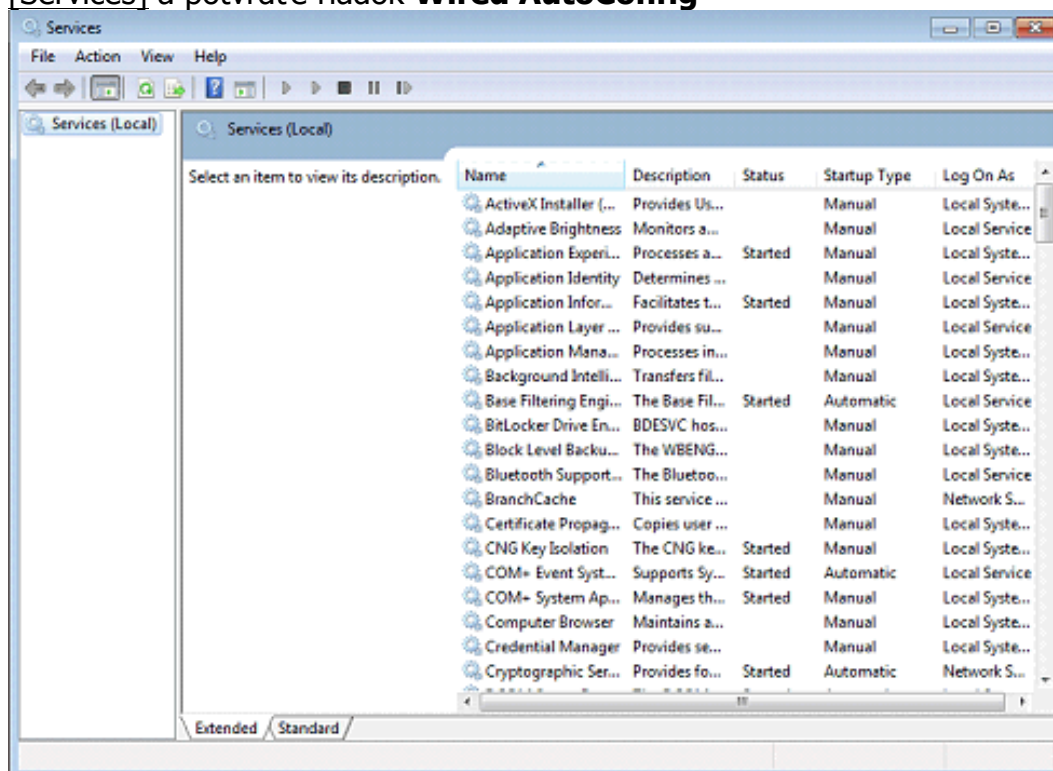 [Services] a potvrďte riadok Wired AutoConfig
Services
File Action View Help
Services (Local)
Services (Local)
Select an item to view its description.
Name Description Status Startup Type Log On As
ActiveX Installer (... Provides Us... Manual Local Syste...
Adaptive Brightness Monitors a... Manual Local Service
Application Experi... Processes a... Started Manual Local Syste...
Application Identity Determines ... Manual Local Service
Application Infor... Facilitates t... Started Manual Local Syste...
Application Layer ... Provides su... Manual Local Service
Application Mana... Processes in... Manual Local Syste...
Background Intelli... Transfers fil... Manual Local Syste...
Base Filtering Engi... The Base Fil... Started Automatic Local Service
BitLocker Drive En... BDESVC hos... Manual Local Syste...
Block Level Backu... The WBENG... Manual Local Syste...
Bluetooth Support... The Bluetoo... Manual Local Service
BranchCache This service ... Manual Network S...
Certificate Propag... Copies user ... Manual Local Syste...
CNG Key Isolation The CNG ke... Started Manual Local Syste...
COM+ Event Syst... Supports Sy... Started Automatic Local Service
COM+ System Ap... Manages th... Started Manual Local Syste...
Computer Browser Maintains a... Manual Local Syste...
Credential Manager Provides se... Manual Local Syste...
Cryptographic Ser... Provides fo... Started Automatic Network S...
Extended Standard